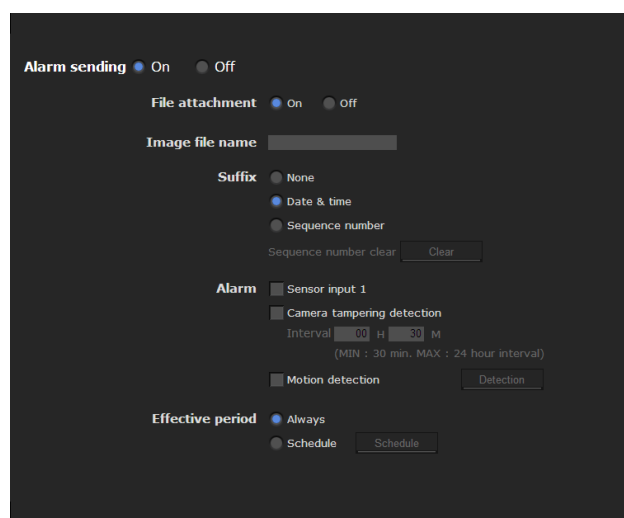 Alarm sending On Off
File attachment On Off
Image file name
Suffix None
Date & time
Sequence number
Sequence number clear Clear
Alarm Sensor input 1
Camera tampering detection
Interval 00 H 30 M
(MIN : 30 min. MAX : 24 hour interval)
Motion detection Detection
Effective period Always
Schedule Schedule